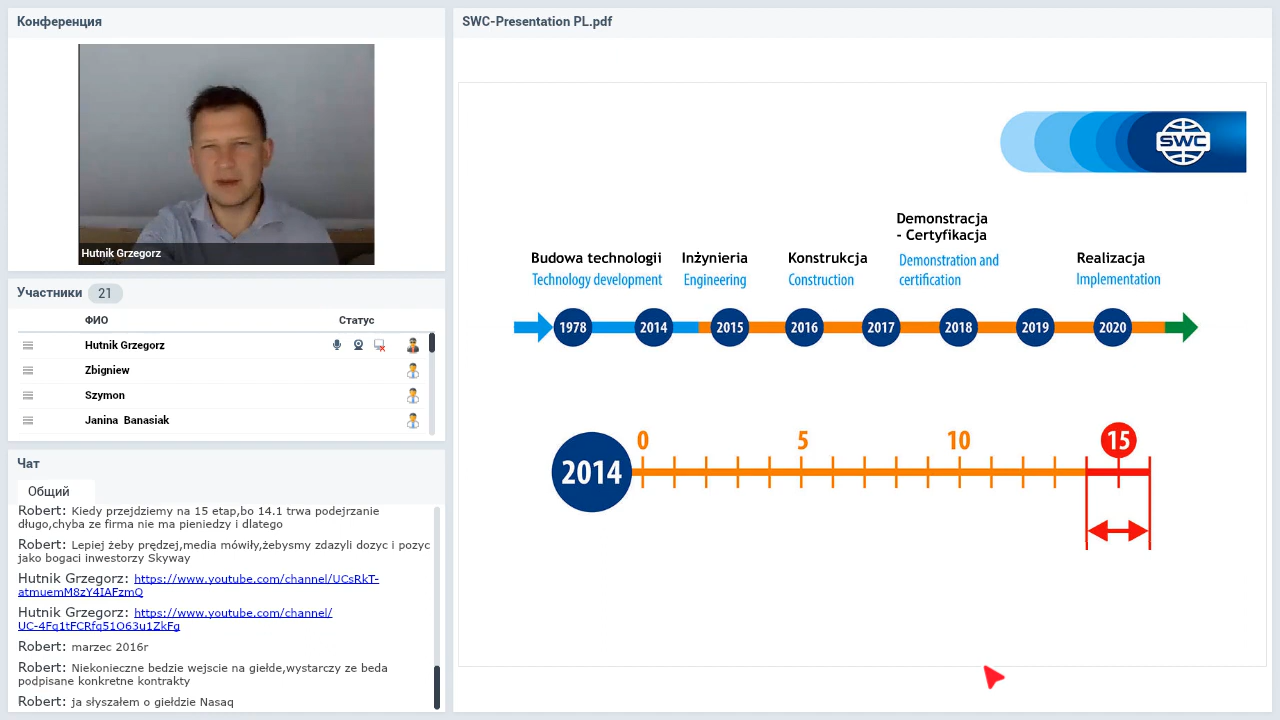 Конференция
Hutnik Grzegorz
Участники 21
ФИО Статус
Hutnik Grzegorz
Zbigniew
Szymon
Janina Banasiak
Чат
Общий
Robert: Kiedy przejdziemy na 15 etap,bo 14.1 trwa podejrzanie
długo,chyba ze firma nie ma pieniedzy i dlatego
Robert: Lepiej żeby prędzej,media mówiły,żebysmy zdazyli dozyc i pozyc
jako bogaci inwestorzy Skyway
Hutnik Grzegorz: https://www.youtube.com/channel/UCsRkT-
atmuemM8zY4IAFzmQ
Hutnik Grzegorz: https://www.youtube.com/channel/
UC-4Fq1tFCRfq51O63u1ZkFg
Robert: marzec 2016r
Robert: Niekonieczne bedzie wejscie na giełde,wystarczy ze beda
podpisane konkretne kontrakty
Robert: ja słyszałem o giełdzie Nasaq
SWC-Presentation PL.pdf
SWC
Budowa technologii
Technology development
Inżynieria
Engineering
Konstrukcja
Construction
Demonstracja
- Certyfikacja
Demonstration and
certification
Realizacja
Implementation
1978 2014 2015 2016 2017 2018 2019 2020
0 5 10 15
2014